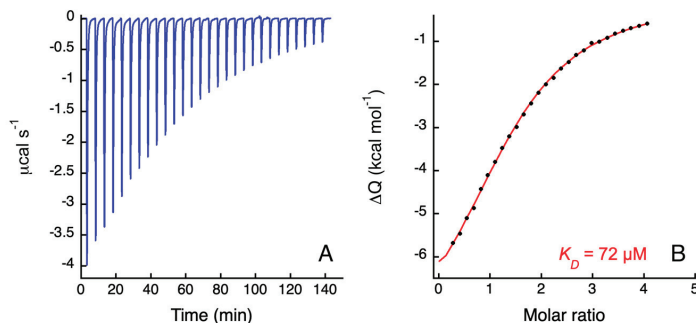 0
-0.5
-1
-1.5
-2
-2.5
-3
-3.5
-4
μcal s⁻¹
A
0 20 40 60 80 100 120 140
Time (min)
-1
-2
-3
-4
-5
-6
ΔQ (kcal mol⁻¹)
K_D = 72 μM
B
0 1 2 3 4 5
Molar ratio